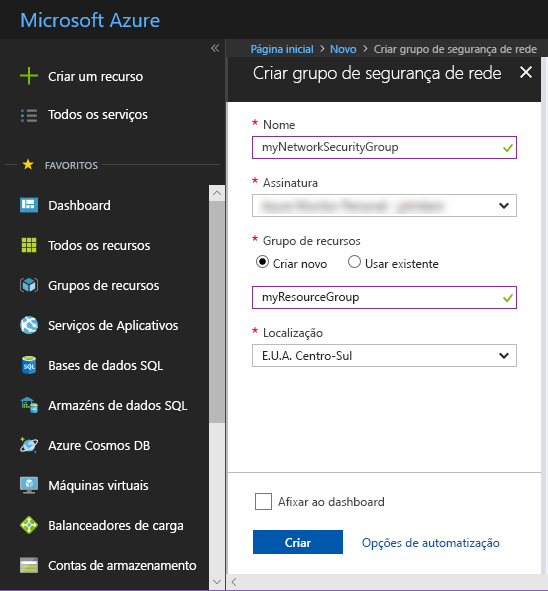 Microsoft Azure
Criar um recurso
Todos os serviços
FAVORITOS
Dashboard
Todos os recursos
Grupos de recursos
Serviços de Aplicativos
SQL
Bases de dados SQL
SQL
Armazéns de dados SQL
Azure Cosmos DB
Máquinas virtuais
Balanceadores de carga
Contas de armazenamento
Página inicial > Novo > Criar grupo de segurança de rede
Criar grupo de segurança de rede
* Nome
myNetworkSecurityGroup
* Assinatura
* Grupo de recursos
Criar novo Usar existente
myResourceGroup
* Localização
E.U.A. Centro-Sul
Afixar ao dashboard
Criar Opções de automatização